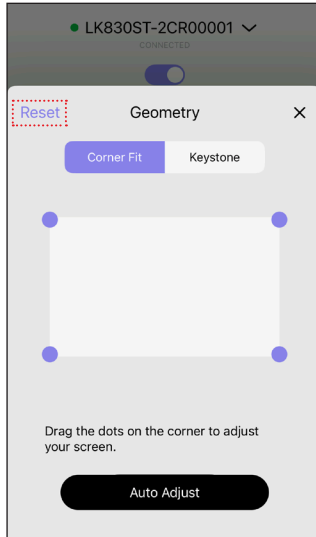 LK830ST-2CR00001
CONNECTED
Reset
Geometry
Corner Fit
Keystone
Drag the dots on the corner to adjust
your screen.
Auto Adjust